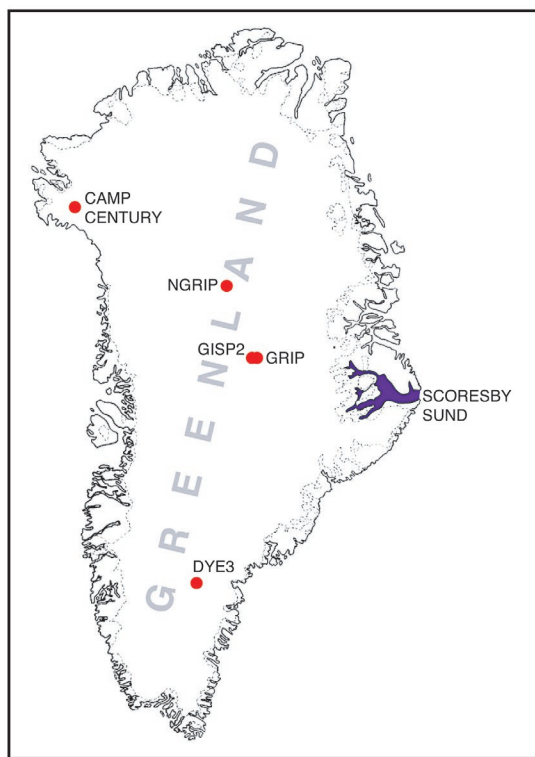 CAMP
CENTURY
NGRIP
GISP2
GRIP
SCORESBY
SUND
DYE3
GREENLAND